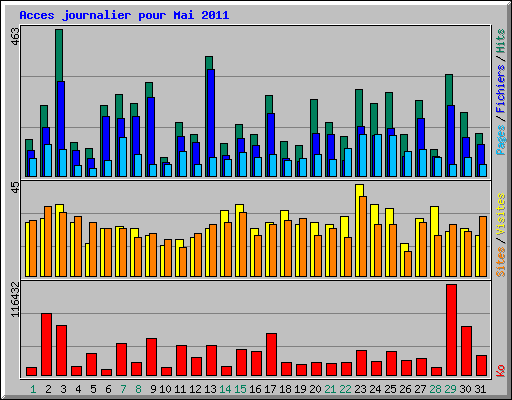 Acces journalier pour Mai 2011
463
Pages / Fichiers / Hits
45
Sites / Visites
116432
Ko
1 2 3 4 5 6 7 8 9 10 11 12 13 14 15 16 17 18 19 20 21 22 23 24 25 26 27 28 29 30 31